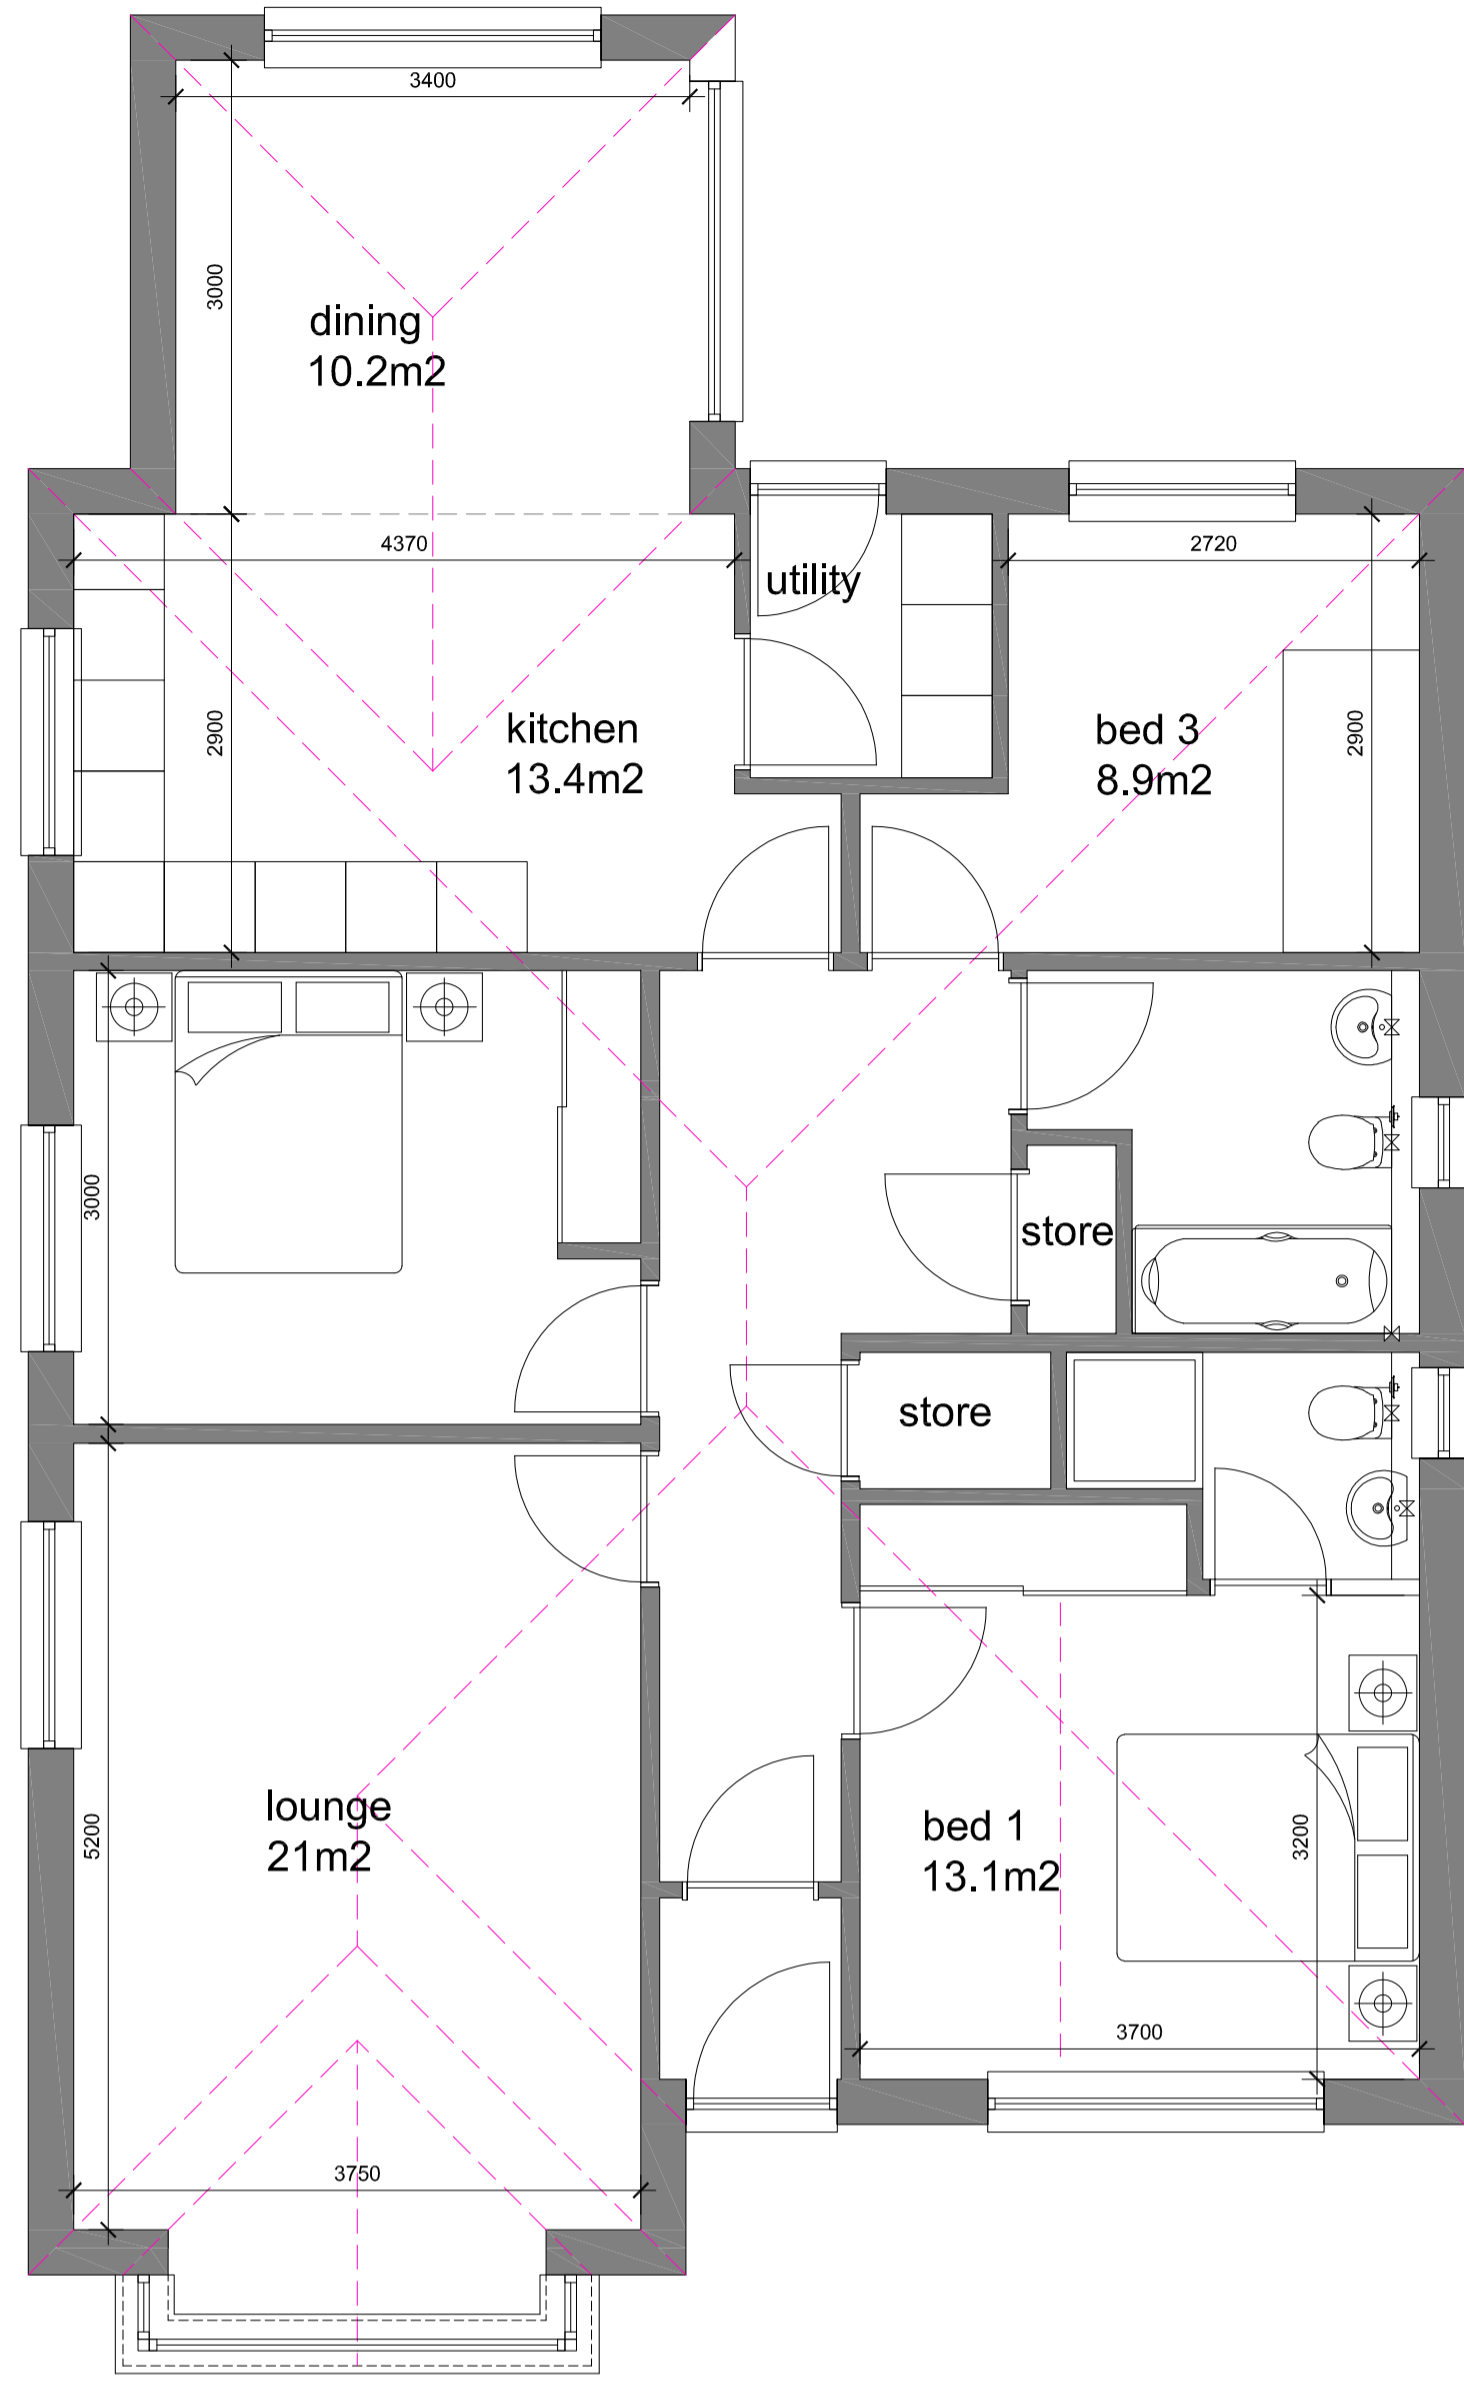 3400
3000
dining
10.2m2
4370
2720
utility
2900
kitchen
13.4m2
bed 3
8.9m2
2900
3000
store
store
lounge
21m2
5200
bed 1
13.1m2
3200
3700
3750